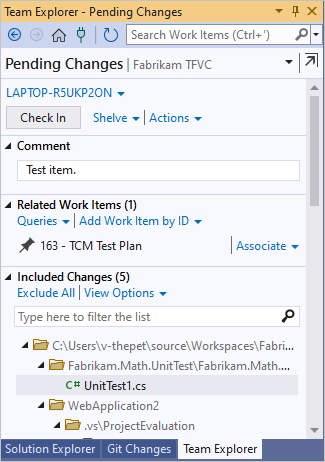 Team Explorer - Pending Changes
Search Work Items (Ctrl+')
Pending Changes | Fabrikam TFVC
LAPTOP-R5UKP2ON
Check In Shelve | Actions
Comment
Test item.
Related Work Items (1)
Queries | Add Work Item by ID
163 - TCM Test Plan | Associate
Included Changes (5)
Exclude All | View Options
Type here to filter the list
C:\Users\v-thepet\source\Workspaces\Fabri...
Fabrikam.Math.UnitTest\Fabrikam.Math....
C# UnitTest1.cs
WebApplication2
.vs\ProjectEvaluation
Solution Explorer Git Changes Team Explorer